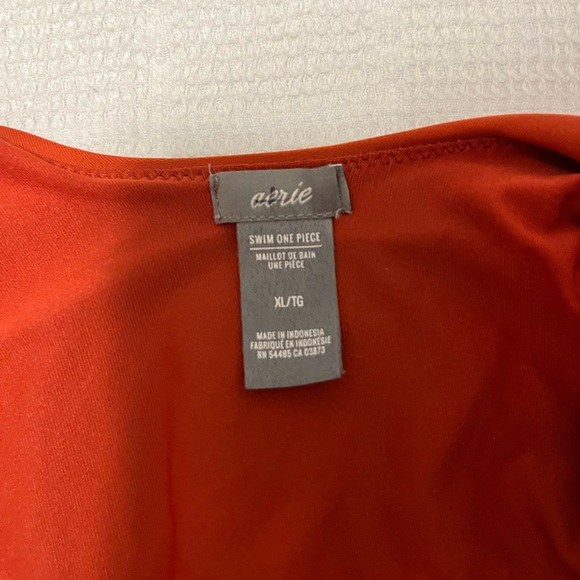 aerie
SWIM ONE PIECE
MAILLOT DE BAIN
UNE PIÈCE
XL/TG
MADE IN INDONESIA
FABRIQUÉ EN INDONÉSIE
RN 54485 CA 03873